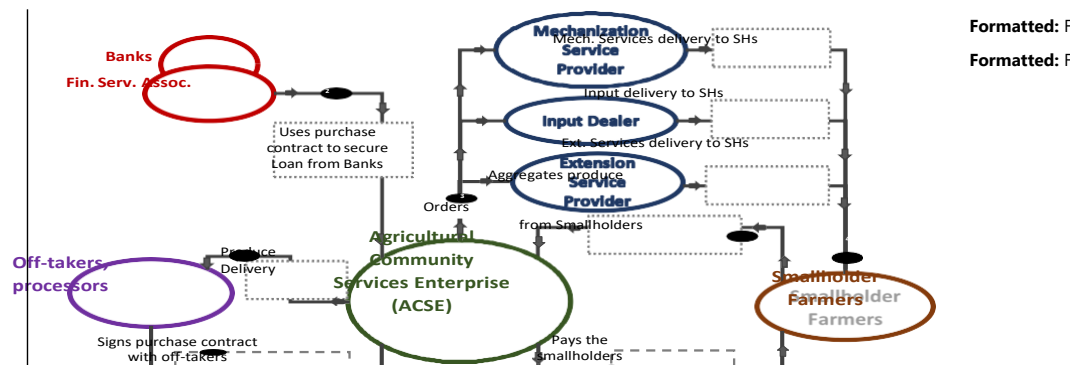 Formatted: F
Formatted: F
Banks
Fin. Serv. Assoc.
2
Uses purchase
contract to secure
Loan from Banks
Mechanization
Service
Provider
Mech. Services delivery to SHs
Input delivery to SHs
Input Dealer
Ext. Services delivery to SHs
Extension
Service
Provider
Aggregates produce
from Smallholders
Orders
Agricultural
Community
Services Enterprise
(ACSE)
Off-takers,
processors
Produce
Delivery
Smallholder
Farmers
Smallholder
Farmers
Signs purchase contract
with off-takers
Pays the
smallholders